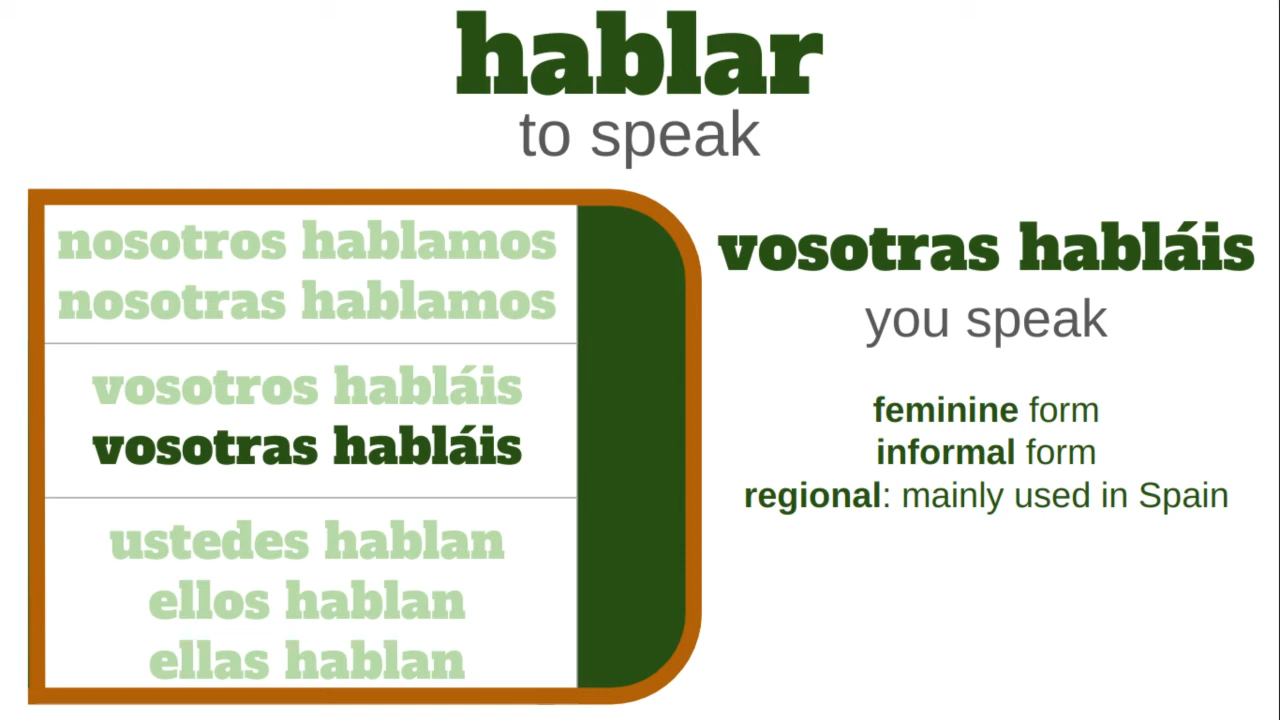 hablar
to speak
nosotros hablamos
nosotras hablamos
vosotros habláis
vosotras habláis
ustedes hablan
ellos hablan
ellas hablan
vosotras habláis
you speak
feminine form
informal form
regional: mainly used in Spain